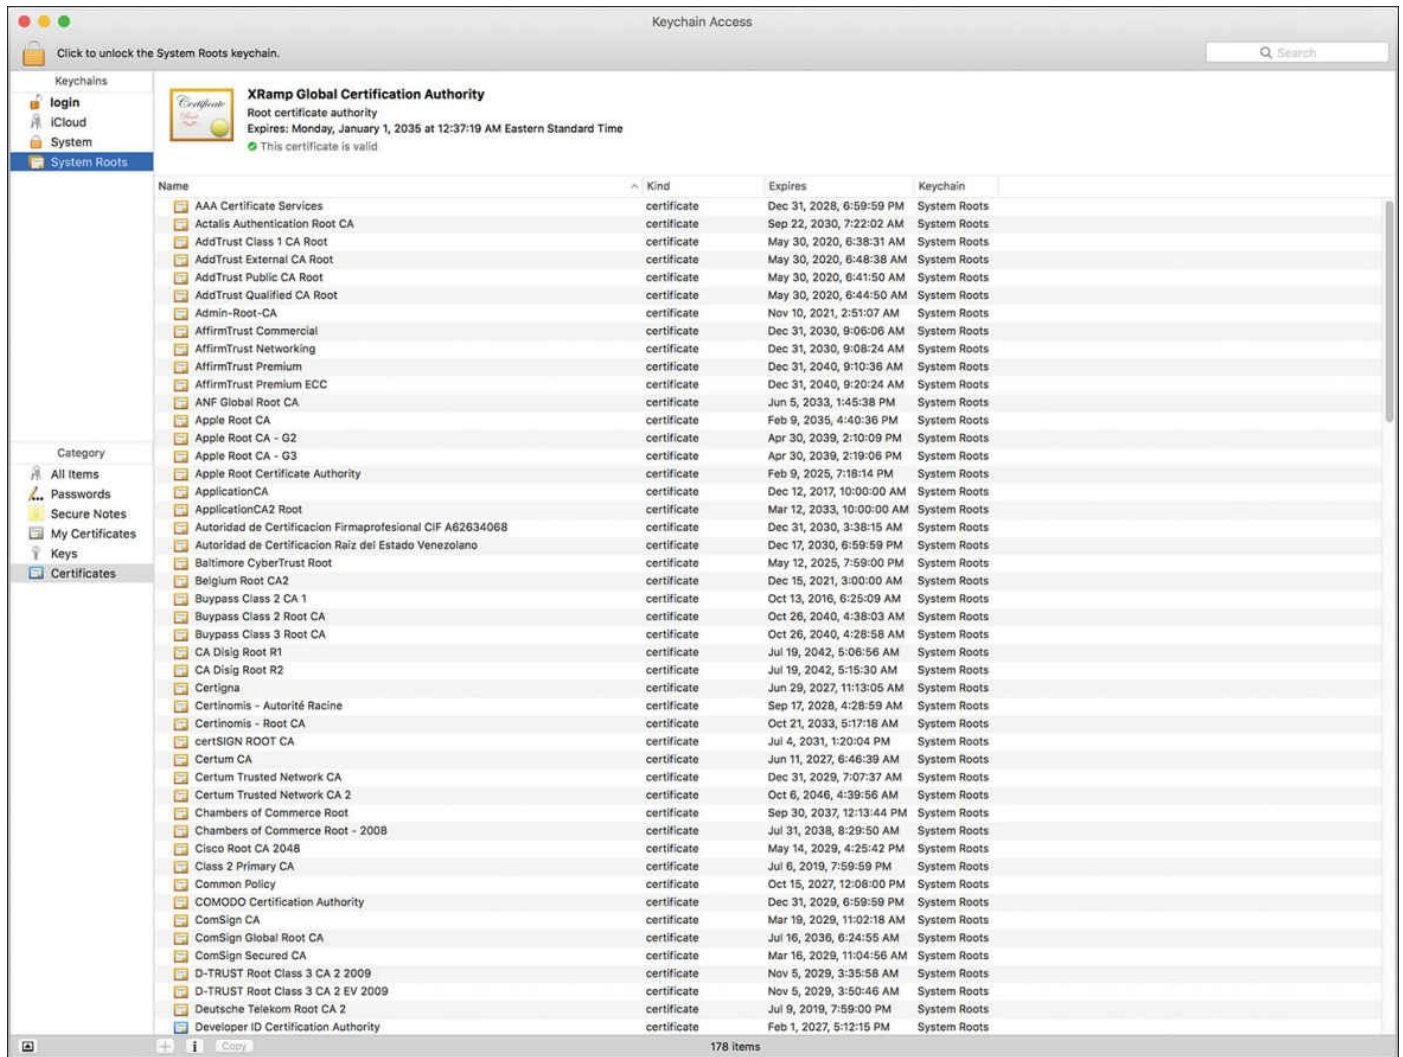 Keychain Access
Click to unlock the System Roots keychain.
Search
Keychains
login
iCloud
System
System Roots
Certificate
Root
XRamp Global Certification Authority
Root certificate authority
Expires: Monday, January 1, 2035 at 12:37:19 AM Eastern Standard Time
This certificate is valid
Name Kind Expires Keychain
AAA Certificate Services certificate Dec 31, 2028, 6:59:59 PM System Roots
Actalis Authentication Root CA certificate Sep 22, 2030, 7:22:02 AM System Roots
AddTrust Class 1 CA Root certificate May 30, 2020, 6:38:31 AM System Roots
AddTrust External CA Root certificate May 30, 2020, 6:48:38 AM System Roots
AddTrust Public CA Root certificate May 30, 2020, 6:41:50 AM System Roots
AddTrust Qualified CA Root certificate May 30, 2020, 6:44:50 AM System Roots
Admin-Root-CA certificate Nov 10, 2021, 2:51:07 AM System Roots
AffirmTrust Commercial certificate Dec 31, 2030, 9:06:06 AM System Roots
AffirmTrust Networking certificate Dec 31, 2030, 9:08:24 AM System Roots
AffirmTrust Premium certificate Dec 31, 2040, 9:10:36 AM System Roots
AffirmTrust Premium ECC certificate Dec 31, 2040, 9:20:24 AM System Roots
ANF Global Root CA certificate Jun 5, 2033, 1:45:38 PM System Roots
Apple Root CA certificate Feb 9, 2035, 4:40:36 PM System Roots
Apple Root CA - G2 certificate Apr 30, 2039, 2:10:09 PM System Roots
Apple Root CA - G3 certificate Apr 30, 2039, 2:19:06 PM System Roots
Apple Root Certificate Authority certificate Feb 9, 2025, 7:18:14 PM System Roots
ApplicationCA certificate Dec 12, 2017, 10:00:00 AM System Roots
ApplicationCA2 Root certificate Mar 12, 2033, 10:00:00 AM System Roots
Autoridad de Certificacion Firmaprofesional CIF A62634068 certificate Dec 31, 2030, 3:38:15 AM System Roots
Autoridad de Certificacion Raiz del Estado Venezolano certificate Dec 17, 2030, 6:59:59 PM System Roots
Baltimore CyberTrust Root certificate May 12, 2025, 7:59:00 PM System Roots
Belgium Root CA2 certificate Dec 15, 2021, 3:00:00 AM System Roots
Buypass Class 2 CA 1 certificate Oct 13, 2016, 6:25:09 AM System Roots
Buypass Class 2 Root CA certificate Oct 26, 2040, 4:38:03 AM System Roots
Buypass Class 3 Root CA certificate Oct 26, 2040, 4:28:58 AM System Roots
CA Disig Root R1 certificate Jul 19, 2042, 5:06:56 AM System Roots
CA Disig Root R2 certificate Jul 19, 2042, 5:15:30 AM System Roots
Certigna certificate Jun 29, 2027, 11:13:05 AM System Roots
Certinomis - Autorité Racine certificate Sep 17, 2028, 4:28:59 AM System Roots
Certinomis - Root CA certificate Oct 21, 2033, 5:17:18 AM System Roots
certSIGN ROOT CA certificate Jul 4, 2031, 1:20:04 PM System Roots
Certum CA certificate Jun 11, 2027, 6:46:39 AM System Roots
Certum Trusted Network CA certificate Dec 31, 2029, 7:07:37 AM System Roots
Certum Trusted Network CA 2 certificate Oct 6, 2046, 4:39:56 AM System Roots
Chambers of Commerce Root certificate Sep 30, 2037, 12:13:44 PM System Roots
Chambers of Commerce Root - 2008 certificate Jul 31, 2038, 8:29:50 AM System Roots
Cisco Root CA 2048 certificate May 14, 2029, 4:25:42 PM System Roots
Class 2 Primary CA certificate Jul 6, 2019, 7:59:59 PM System Roots
Common Policy certificate Oct 15, 2027, 12:08:00 PM System Roots
COMODO Certification Authority certificate Dec 31, 2029, 6:59:59 PM System Roots
ComSign CA certificate Mar 19, 2029, 11:02:18 AM System Roots
ComSign Global Root CA certificate Jul 16, 2036, 6:24:55 AM System Roots
ComSign Secured CA certificate Mar 16, 2029, 11:04:56 AM System Roots
D-TRUST Root Class 3 CA 2 2009 certificate Nov 5, 2029, 3:35:58 AM System Roots
D-TRUST Root Class 3 CA 2 EV 2009 certificate Nov 5, 2029, 3:50:46 AM System Roots
Deutsche Telekom Root CA 2 certificate Jul 9, 2019, 7:59:00 PM System Roots
Developer ID Certification Authority certificate Feb 1, 2027, 5:12:15 PM System Roots
Category
All Items
Passwords
Secure Notes
My Certificates
Keys
Certificates
Copy
178 items